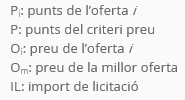 Pᵢ: punts de l’oferta i
P: punts del criteri preu
Oᵢ: preu de l’oferta i
Oₘ: preu de la millor oferta
IL: import de licitació